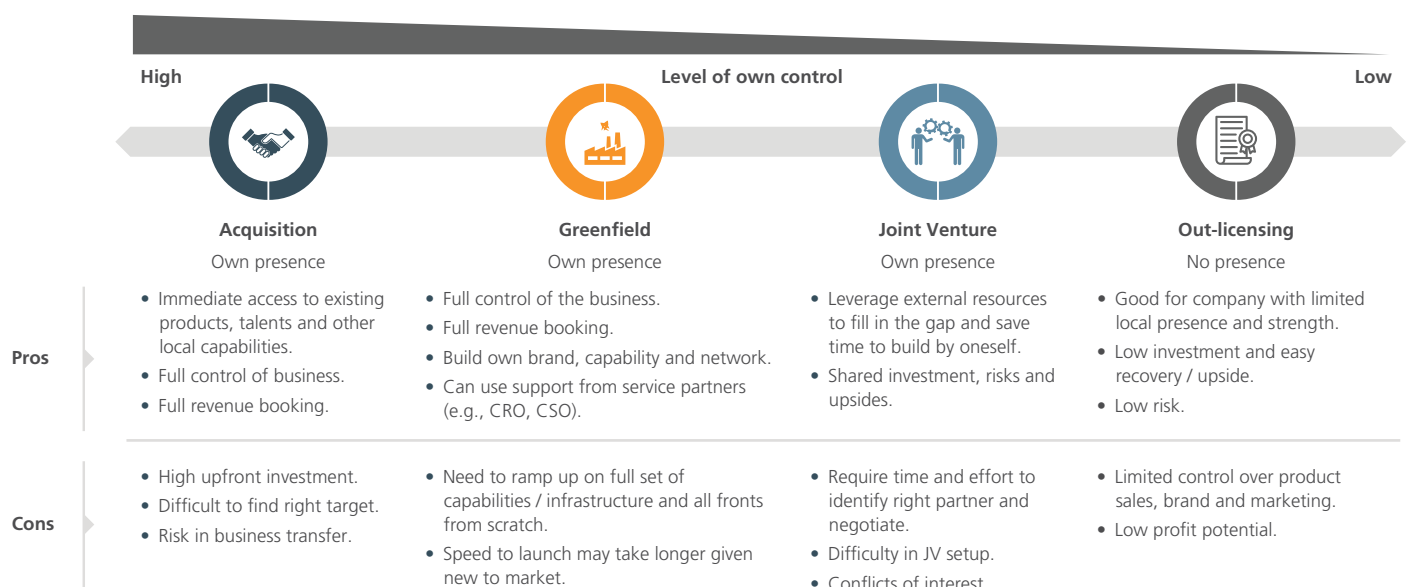 High
Level of own control
Low
Acquisition
Own presence
Greenfield
Own presence
Joint Venture
Own presence
Out-licensing
No presence
Pros
• Immediate access to existing
products, talents and other
local capabilities.
• Full control of business.
• Full revenue booking.
• Full control of the business.
• Full revenue booking.
• Build own brand, capability and network.
• Can use support from service partners
(e.g., CRO, CSO).
• Leverage external resources
to fill in the gap and save
time to build by oneself.
• Shared investment, risks and
upsides.
• Good for company with limited
local presence and strength.
• Low investment and easy
recovery / upside.
• Low risk.
Cons
• High upfront investment.
• Difficult to find right target.
• Risk in business transfer.
• Need to ramp up on full set of
capabilities / infrastructure and all fronts
from scratch.
• Speed to launch may take longer given
new to market.
• Require time and effort to
identify right partner and
negotiate.
• Difficulty in JV setup.
• Conflicts of interest
• Limited control over product
sales, brand and marketing.
• Low profit potential.